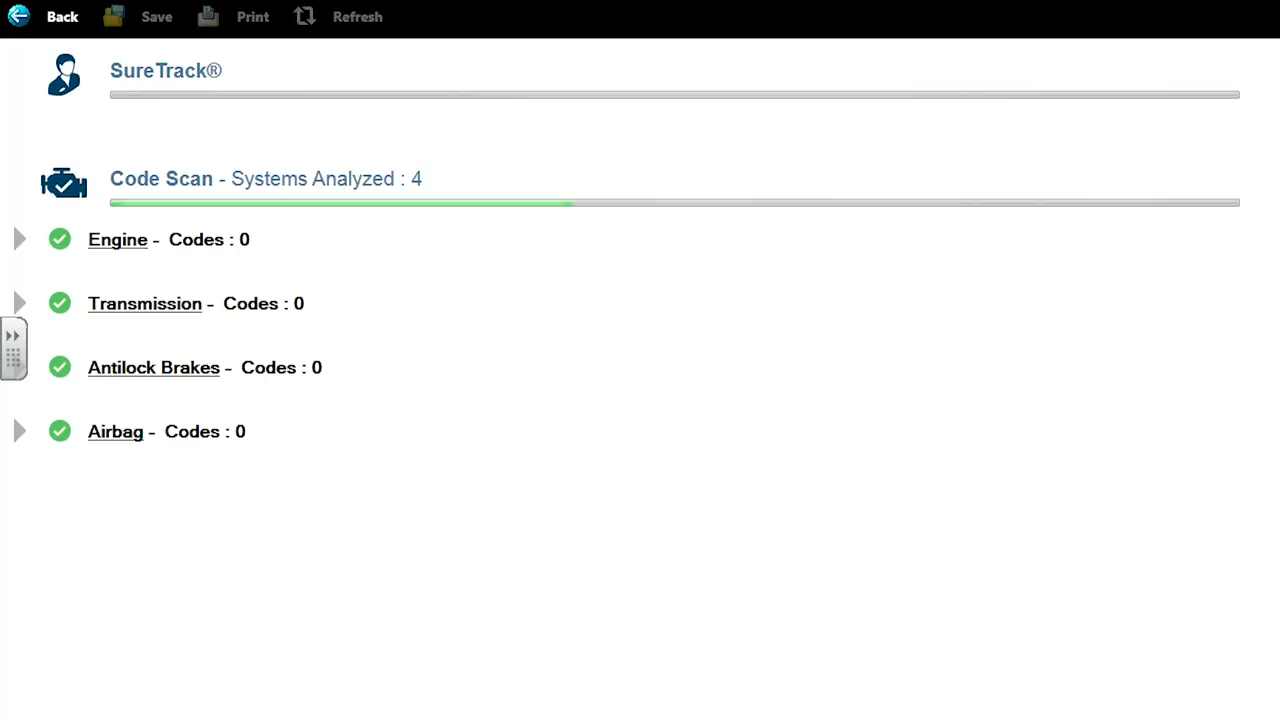 Back Save Print Refresh
SureTrack®
Code Scan - Systems Analyzed : 4
Engine - Codes : 0
Transmission - Codes : 0
Antilock Brakes - Codes : 0
Airbag - Codes : 0